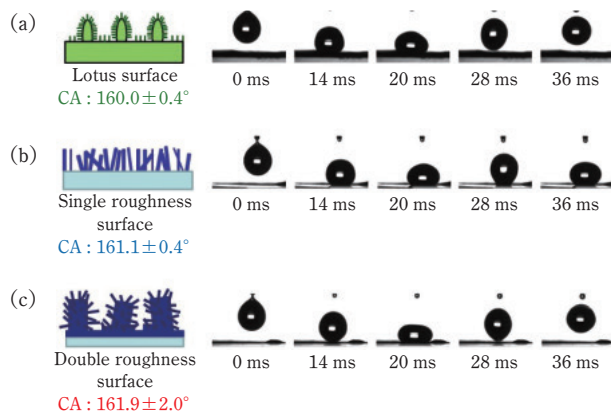 (a)
Lotus surface
CA : 160.0±0.4°
0 ms
14 ms
20 ms
28 ms
36 ms
(b)
Single roughness
surface
CA : 161.1±0.4°
0 ms
14 ms
20 ms
28 ms
36 ms
(c)
Double roughness
surface
CA : 161.9±2.0°
0 ms
14 ms
20 ms
28 ms
36 ms